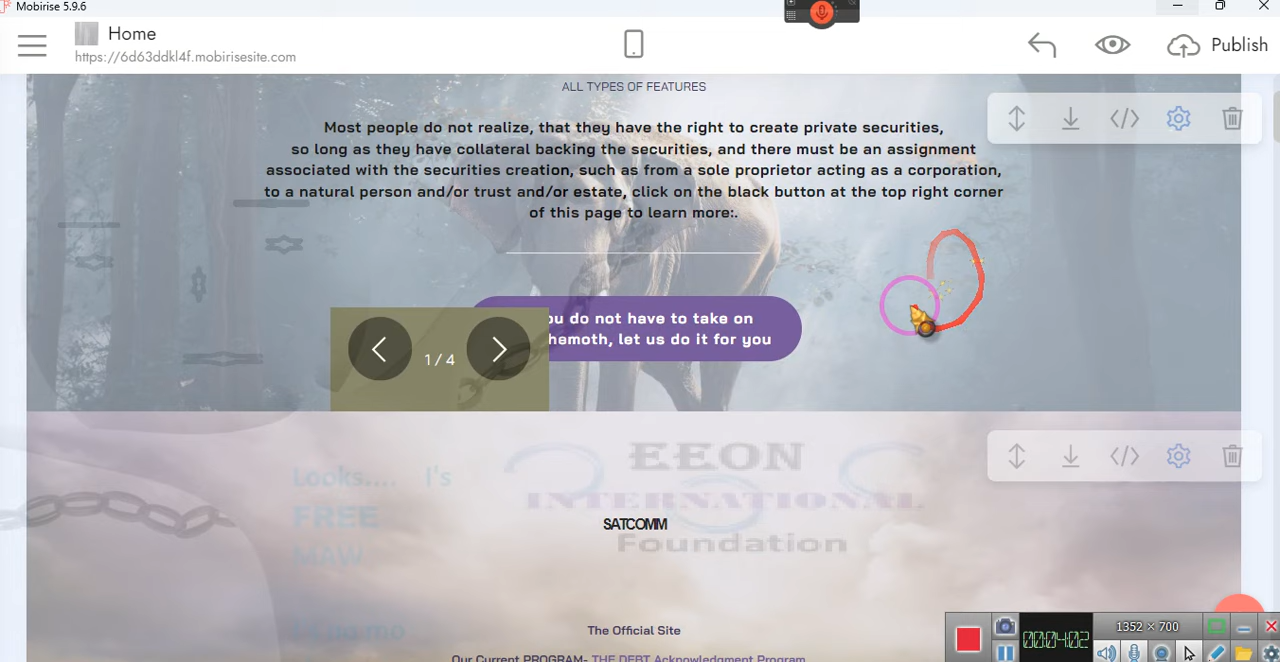 Mobirise 5.9.6
Home
https://6d63ddkl4f.mobirisesite.com
Publish
ALL TYPES OF FEATURES
Most people do not realize, that they have the right to create private securities,
so long as they have collateral backing the securities, and there must be an assignment
associated with the securities creation, such as from a sole proprietor acting as a corporation,
to a natural person and/or trust and/or estate, click on the black button at the top right corner
of this page to learn more:.
ou do not have to take on
hemoth, let us do it for you
1 / 4
EEON
Looks.... I's
INTERNATIONAL
FREE
SATCOMM
Foundation
MAW
The Official Site
Our Current PROGRAM- THE DEBT Acknowledgment Program
1352 × 700
00:04:02